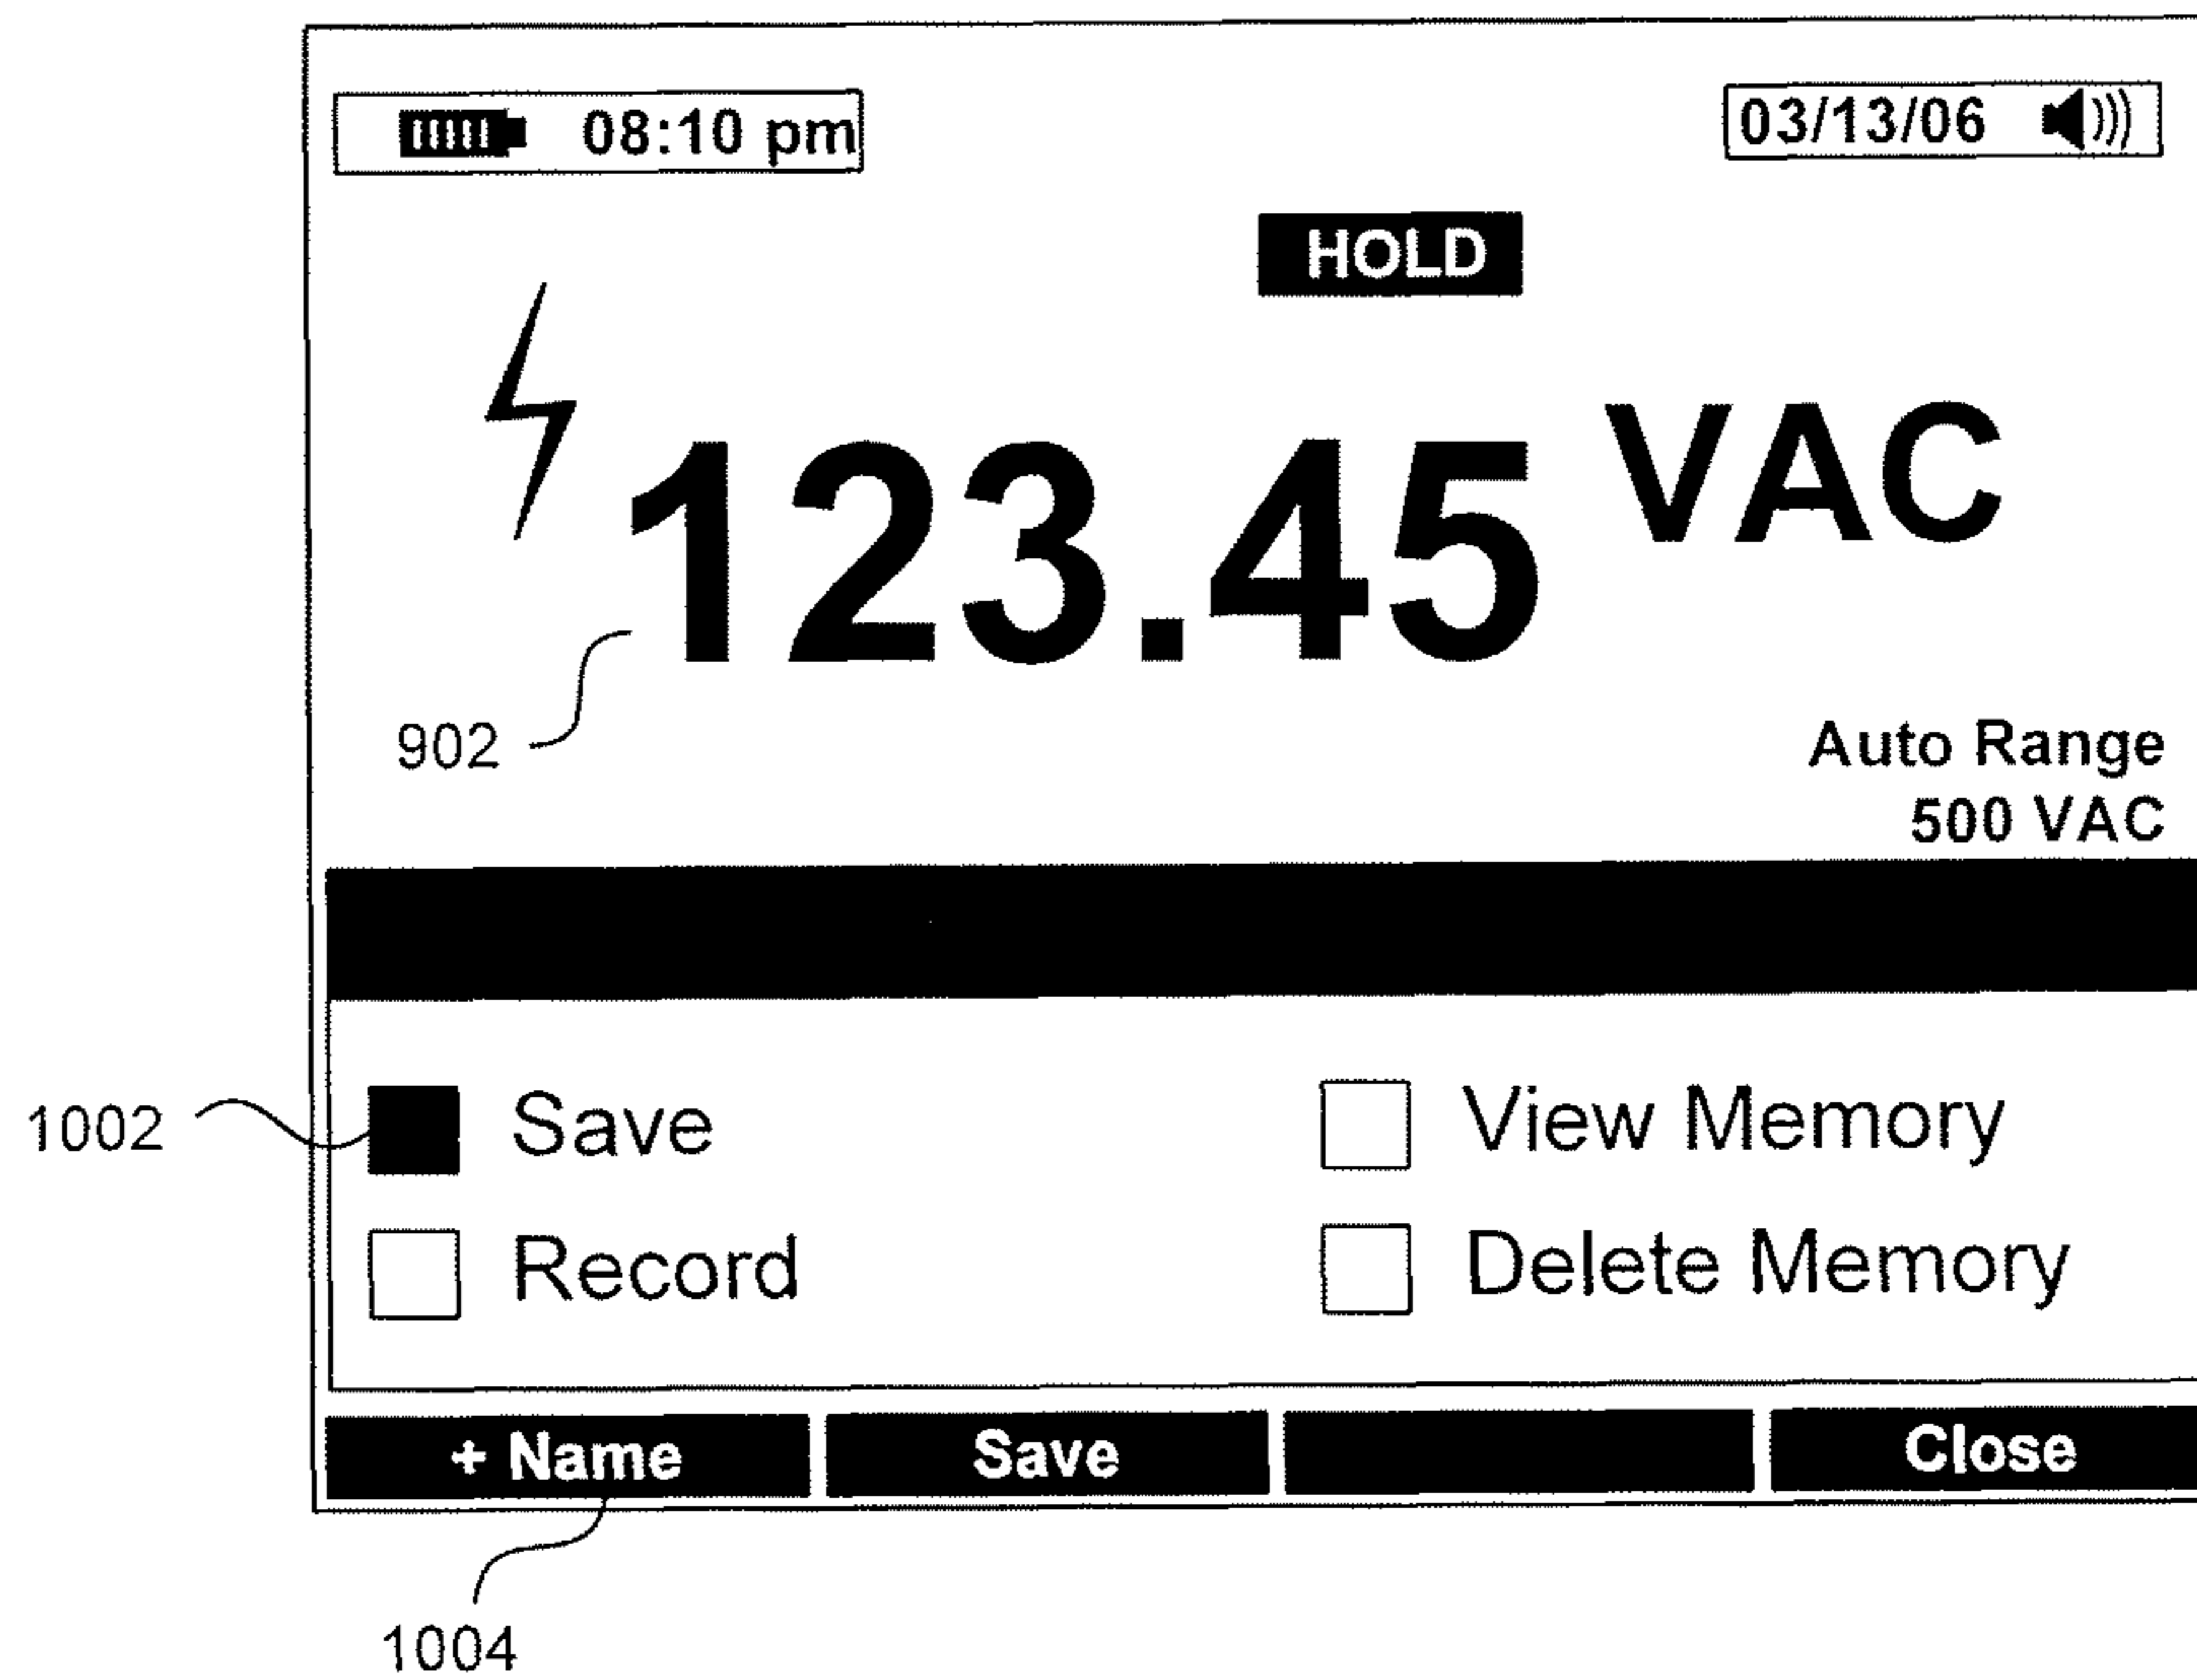 08:10 pm 03/13/06
HOLD
123.45 VAC
902
Auto Range
500 VAC
1002 Save View Memory
Record Delete Memory
+ Name Save Close
1004